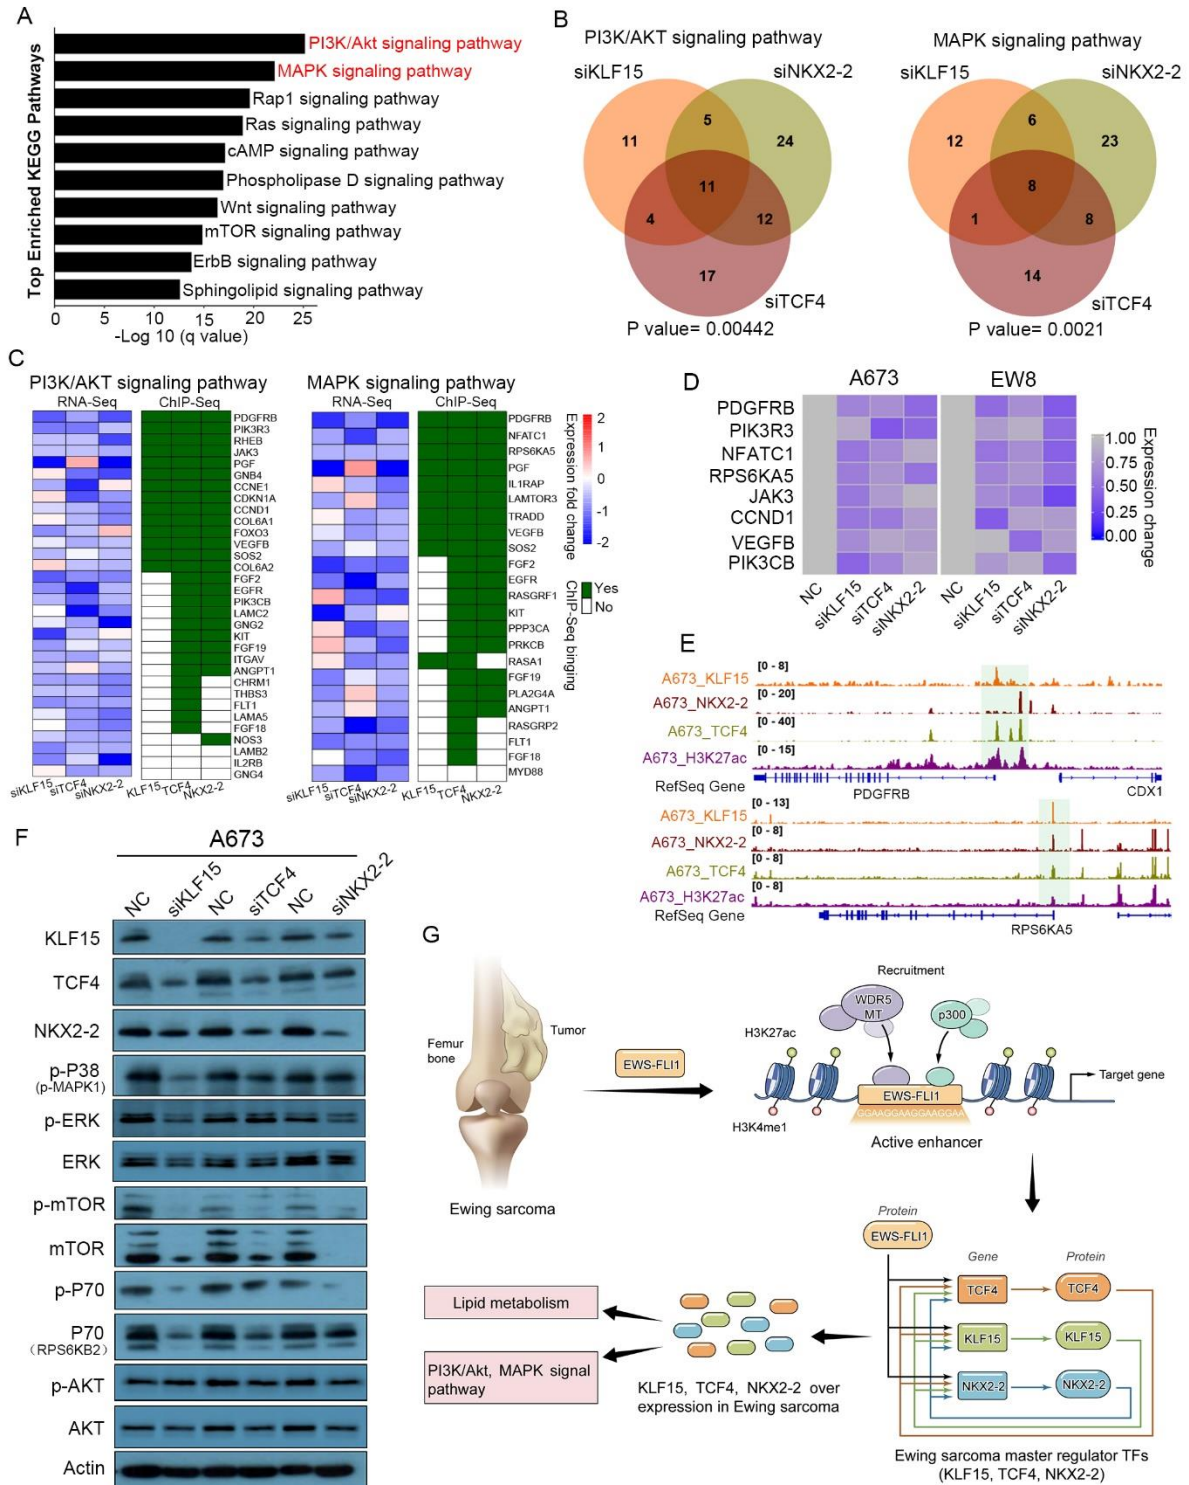 A
Top Enriched KEGG Pathways
PI3K/Akt signaling pathway
MAPK signaling pathway
Rap1 signaling pathway
Ras signaling pathway
cAMP signaling pathway
Phospholipase D signaling pathway
Wnt signaling pathway
mTOR signaling pathway
ErbB signaling pathway
Sphingolipid signaling pathway
0 5 10 15 20 25
-Log 10 (q value)
B
PI3K/AKT signaling pathway
siKLF15
siNKX2-2
11
5
24
11
4
12
17
siTCF4
P value= 0.00442
MAPK signaling pathway
siKLF15
siNKX2-2
12
6
23
8
1
8
14
siTCF4
P value= 0.0021
C
PI3K/AKT signaling pathway
RNA-Seq
ChIP-Seq
PDGFRB
PIK3R3
RHEB
JAK3
PGF
GNB4
CCNE1
CDKN1A
CCND1
COL6A1
FOXO3
VEGFB
SOS2
COL6A2
FGF2
EGFR
PIK3CB
LAMC2
GNG2
KIT
FGF19
ITGAV
ANGPT1
CHRM1
THBS3
FLT1
LAMA5
FGF18
NOS3
LAMB2
IL2RB
GNG4
siKLF15
siTCF4
siNKX2-2
KLF15
TCF4
NKX2-2
MAPK signaling pathway
RNA-Seq
ChIP-Seq
PDGFRB
NFATC1
RPS6KA5
PGF
IL1RAP
LAMTOR3
TRADD
VEGFB
SOS2
FGF2
EGFR
RASGRF1
KIT
PPP3CA
PRKCB
RASA1
FGF19
PLA2G4A
ANGPT1
RASGRP2
FLT1
FGF18
MYD88
siKLF15
siTCF4
siNKX2-2
KLF15
TCF4
NKX2-2
Expression fold change
2
1
0
-1
-2
ChIP-Seq binging
Yes
No
D
A673
EW8
PDGFRB
PIK3R3
NFATC1
RPS6KA5
JAK3
CCND1
VEGFB
PIK3CB
NC
siKLF15
siTCF4
siNKX2-2
NC
siKLF15
siTCF4
siNKX2-2
1.00
0.75
0.50
0.25
0.00
Expression change
E
[0 - 8]
A673_KLF15
[0 - 20]
A673_NKX2-2
[0 - 40]
A673_TCF4
[0 - 15]
A673_H3K27ac
RefSeq Gene
PDGFRB
CDX1
[0 - 13]
A673_KLF15
[0 - 8]
A673_NKX2-2
[0 - 8]
A673_TCF4
[0 - 8]
A673_H3K27ac
RefSeq Gene
RPS6KA5
F
A673
NC
siKLF15
NC
siTCF4
NC
siNKX2-2
KLF15
TCF4
NKX2-2
p-P38
(p-MAPK1)
p-ERK
ERK
p-mTOR
mTOR
p-P70
P70
(RPS6KB2)
p-AKT
AKT
Actin
G
Femur
bone
Tumor
Ewing sarcoma
EWS-FLI1
Recruitment
WDR5
MT
p300
H3K27ac
H3K4me1
EWS-FLI1
GGAAGGAAGGAAGGAA
Target gene
Active enhancer
Protein
EWS-FLI1
Gene
Protein
TCF4
TCF4
KLF15
KLF15
NKX2-2
NKX2-2
Ewing sarcoma master regulator TFs
(KLF15, TCF4, NKX2-2)
KLF15, TCF4, NKX2-2 over
expression in Ewing sarcoma
Lipid metabolism
PI3K/Akt, MAPK signal
pathway